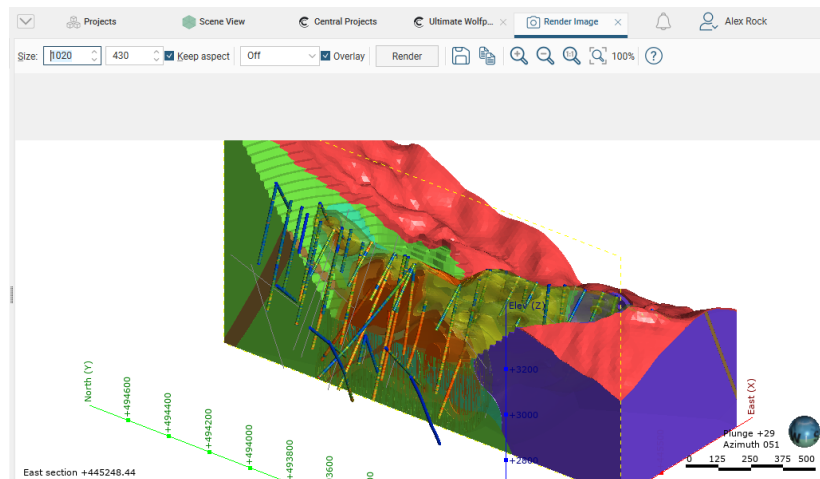 Projects
Scene View
Central Projects
Ultimate Wolfp...
Render Image
Alex Rock
Size: 1020 430 Keep aspect Off Overlay Render 100%
Elev (Z)
+3200
+3000
+2800
North (Y)
+494600
+494400
+494200
+494000
+493800
East (X)
Plunge +29
Azimuth 051
0 125 250 375 500
East section +445248.44